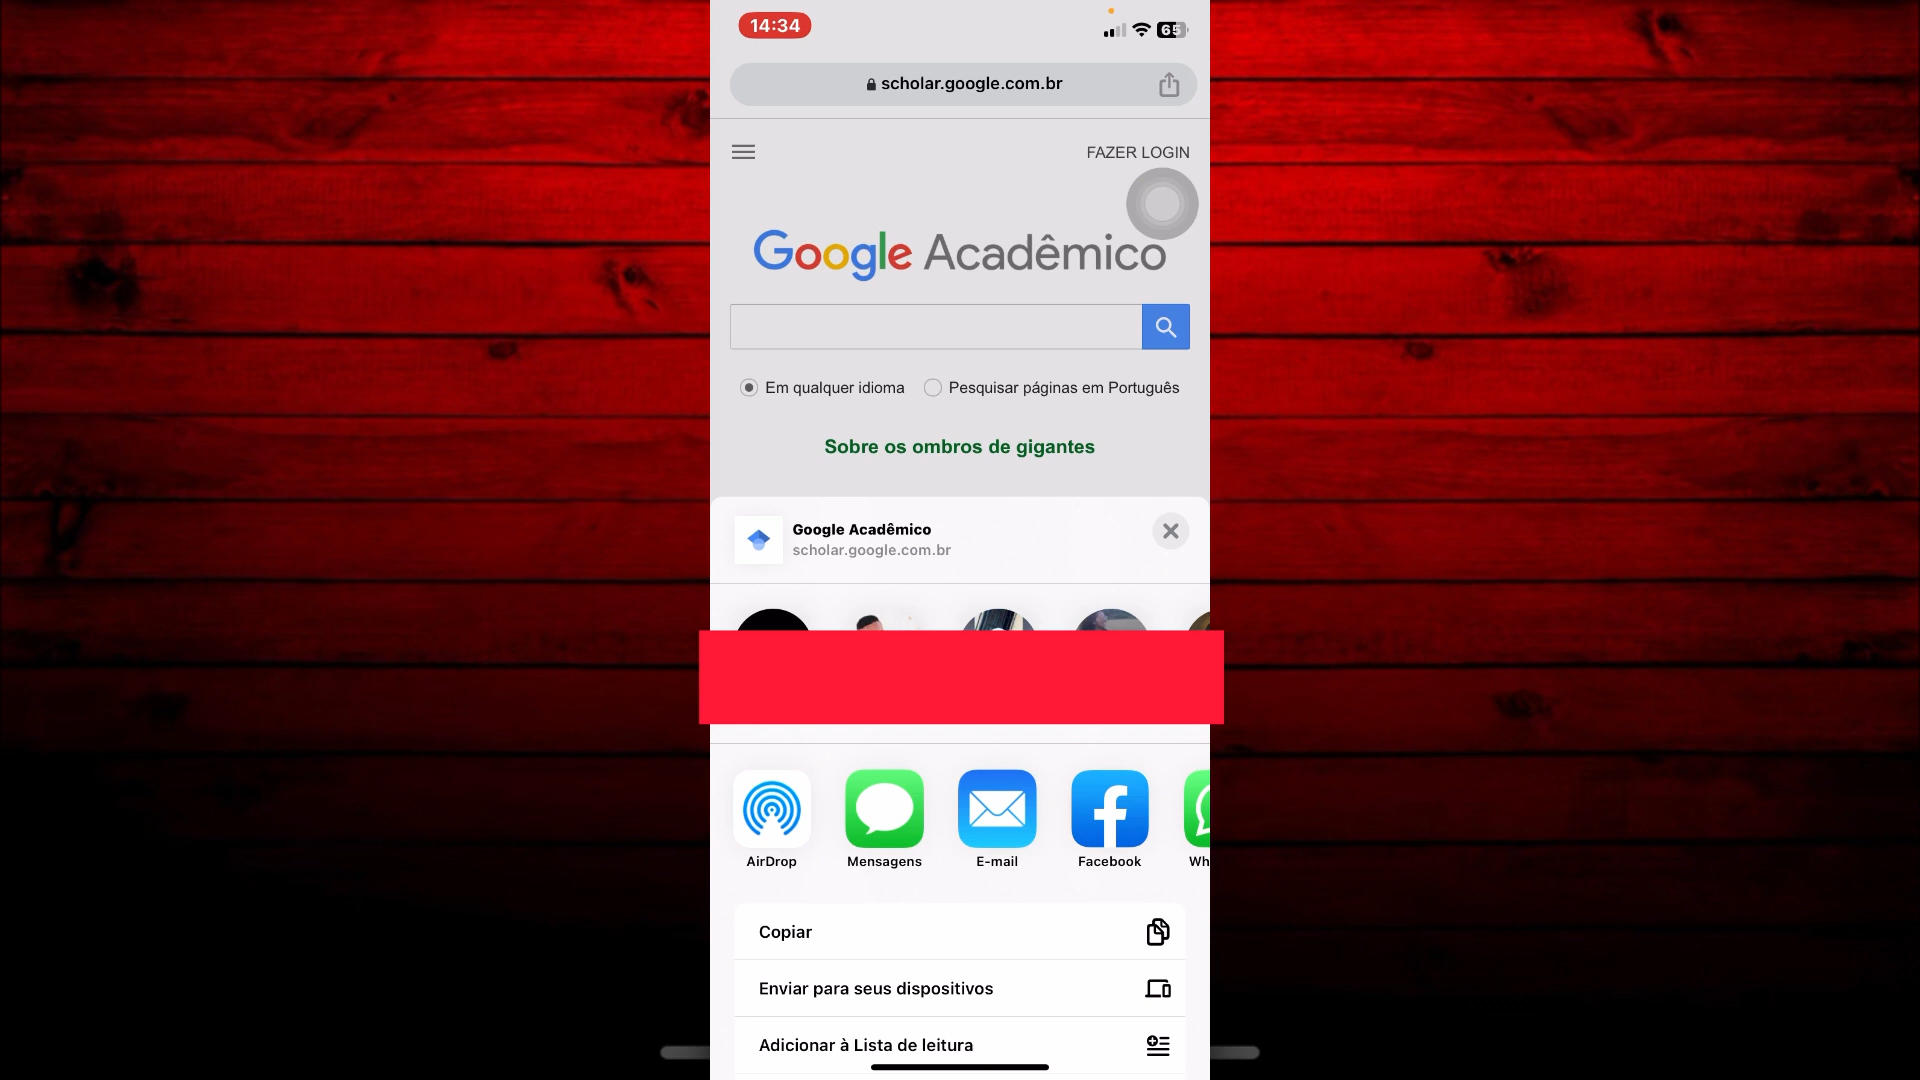 14:34
65
scholar.google.com.br
FAZER LOGIN
Google Acadêmico
Em qualquer idioma
Pesquisar páginas em Português
Sobre os ombros de gigantes
Google Acadêmico
scholar.google.com.br
AirDrop
Mensagens
E-mail
Facebook
Wh
Copiar
Enviar para seus dispositivos
Adicionar à Lista de leitura